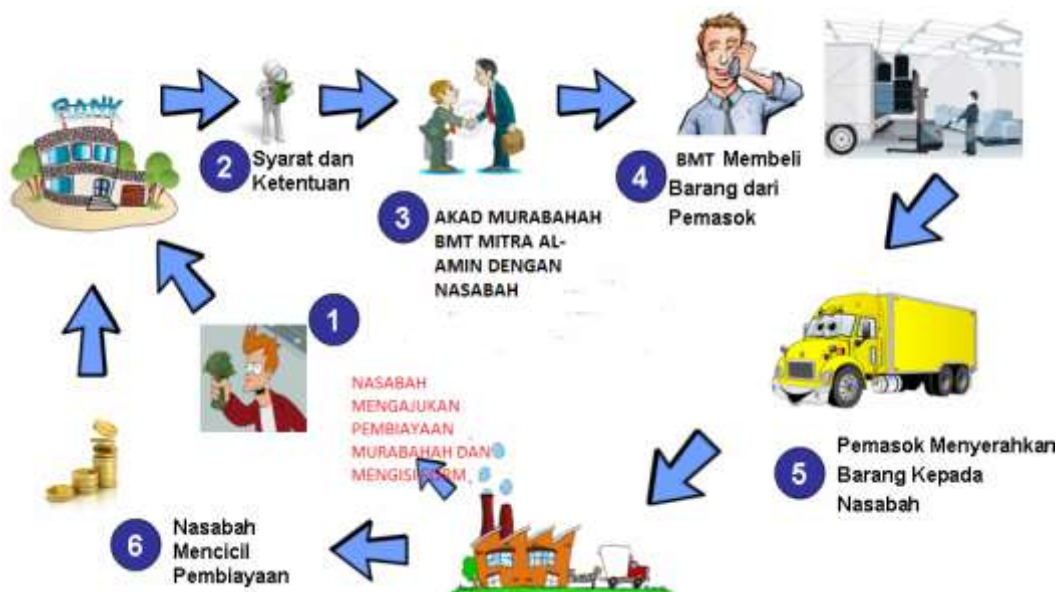 BANK
1
NASABAH
MENGAJUKAN
PEMBIAYAAN
MURABAHAH DAN
MENGISI FORM
2
Syarat dan
Ketentuan
3
AKAD MURABAHAH
BMT MITRA AL-
AMIN DENGAN
NASABAH
4
BMT Membeli
Barang dari
Pemasok
5
Pemasok Menyerahkan
Barang Kepada
Nasabah
6
Nasabah
Mencicil
Pembiayaan